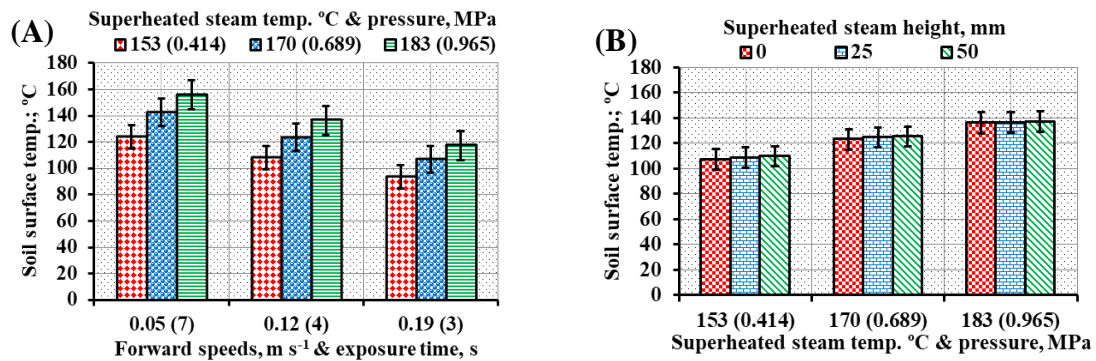 (A)
Superheated steam temp. ºC & pressure, MPa
153 (0.414) 170 (0.689) 183 (0.965)
Soil surface temp.; ºC
180
160
140
120
100
80
60
40
20
0
0.05 (7) 0.12 (4) 0.19 (3)
Forward speeds, m s⁻¹ & exposure time, s
(B)
Superheated steam height, mm
0 25 50
Soil surface temp.; ºC
180
160
140
120
100
80
60
40
20
0
153 (0.414) 170 (0.689) 183 (0.965)
Superheated steam temp. ºC & pressure, MPa